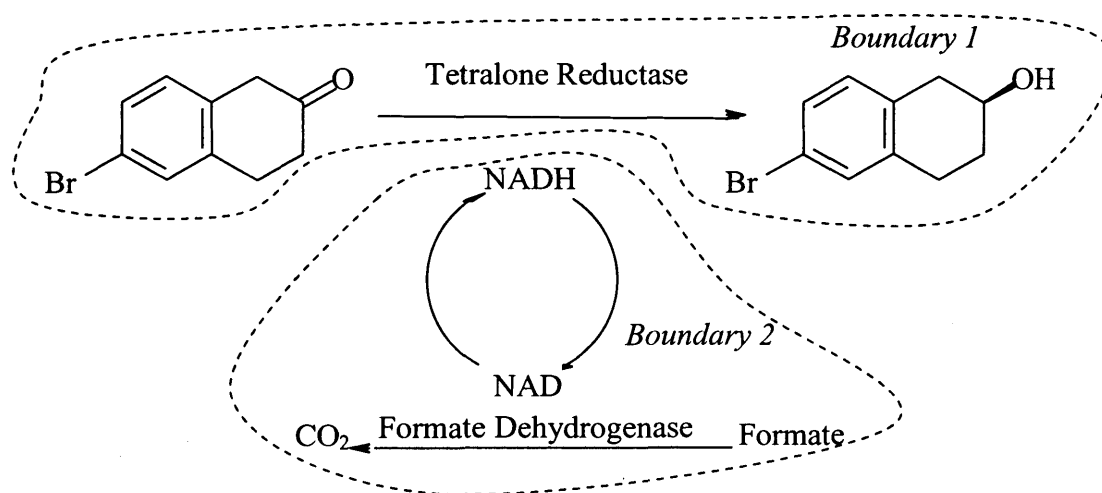 Boundary 1
O
Tetralone Reductase
OH
Br
Br
NADH
Boundary 2
NAD
CO2 Formate Dehydrogenase Formate